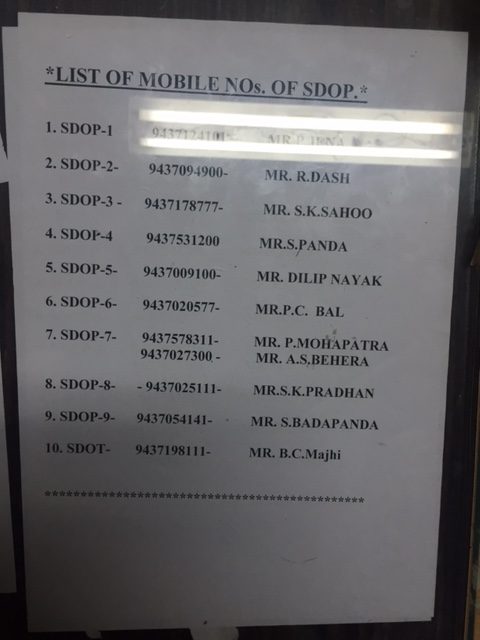 *LIST OF MOBILE NOs. OF SDOP.*
1. SDOP-1 9437124101- MR.P.JENA
2. SDOP-2- 9437094900- MR. R.DASH
3. SDOP-3 - 9437178777- MR. S.K.SAHOO
4. SDOP-4 9437531200 MR.S.PANDA
5. SDOP-5- 9437009100- MR. DILIP NAYAK
6. SDOP-6- 9437020577- MR.P.C. BAL
7. SDOP-7- 9437578311- MR. P.MOHAPATRA
9437027300 - MR. A.S.BEHERA
8. SDOP-8- - 9437025111- MR.S.K.PRADHAN
9. SDOP-9- 9437054141- MR. S.BADAPANDA
10. SDOT- 9437198111- MR. B.C.Majhi
********************************************